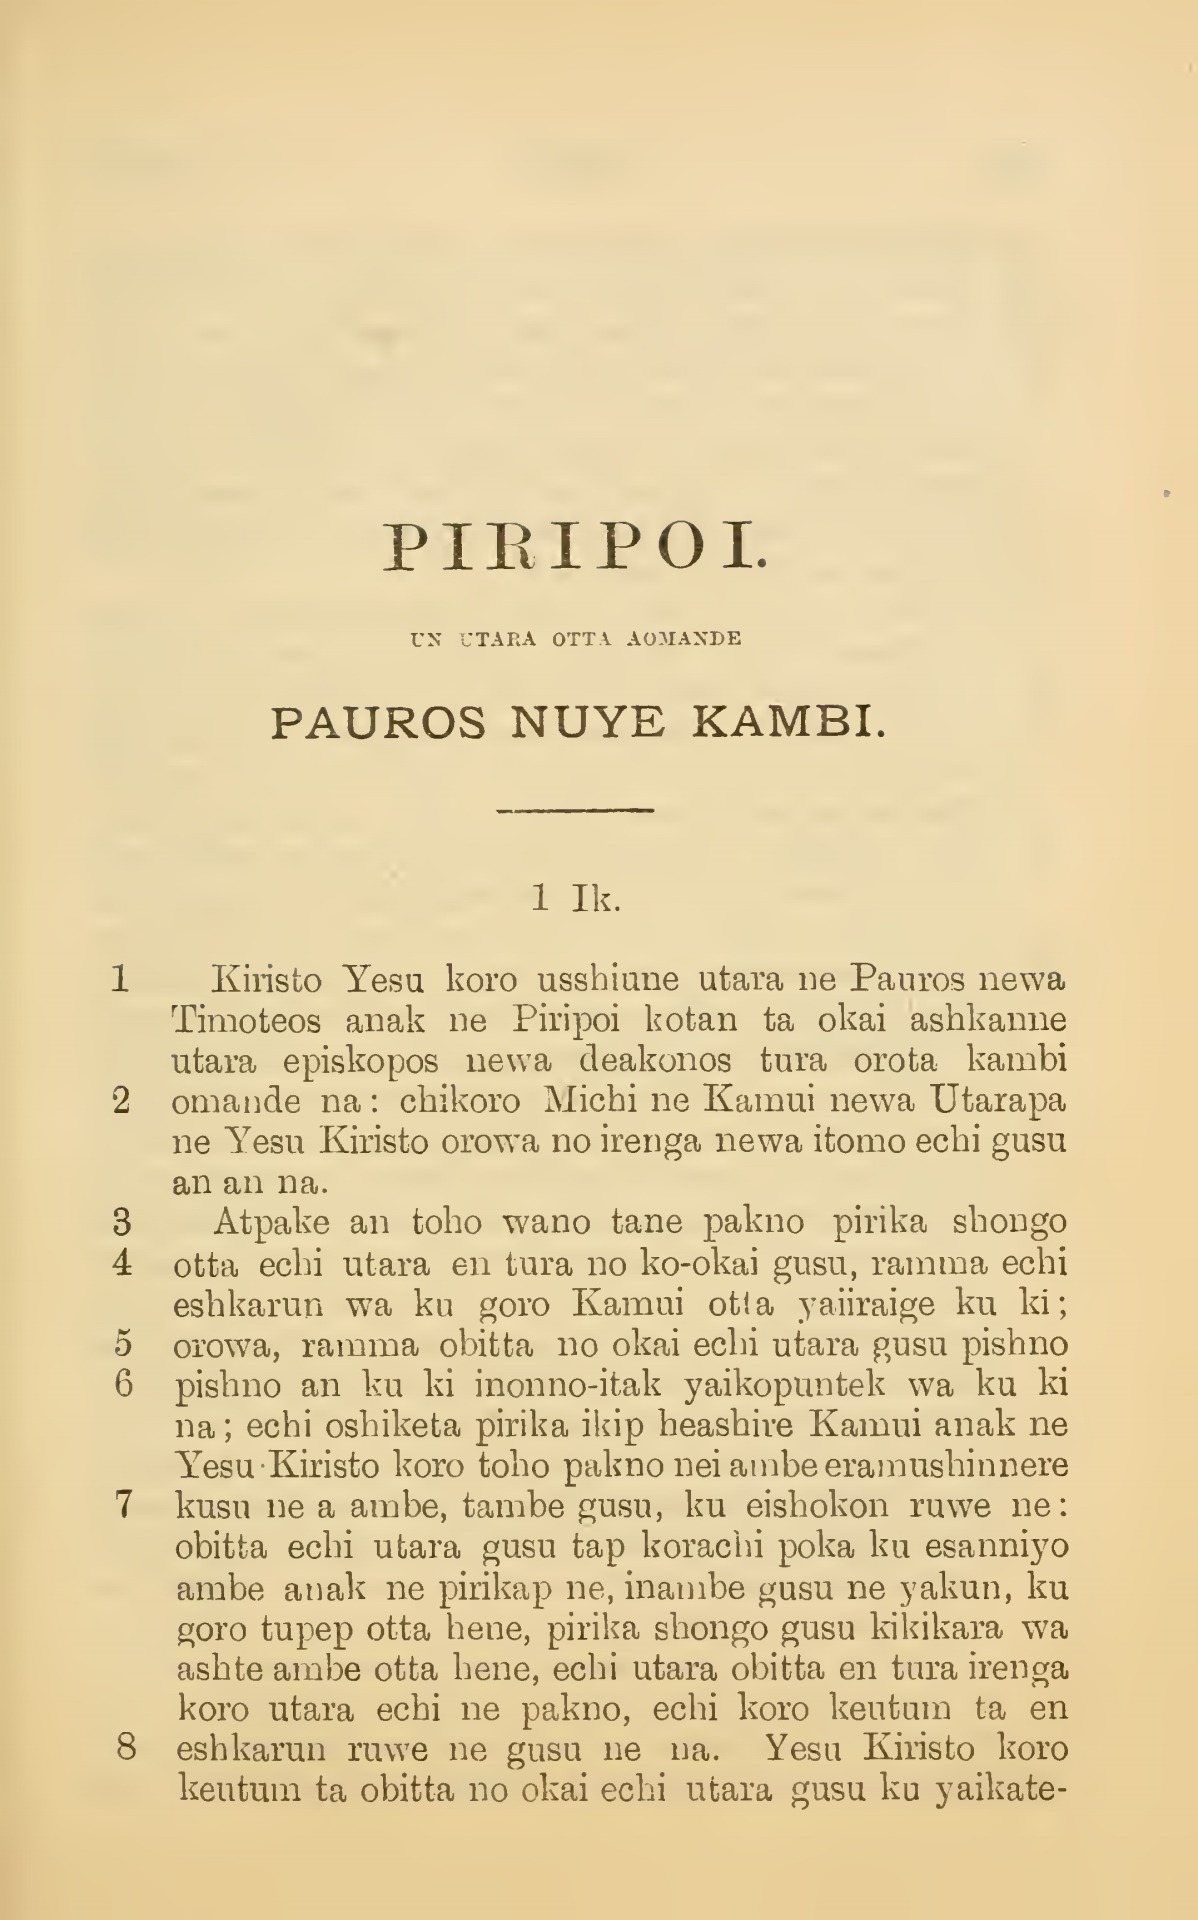 PIRIPOI.
UN UTARA OTTA AOMANDE
PAUROS NUYE KAMBI.
1 Ik.
1 Kiristo Yesu koro usshiune utara ne Pauros newa
Timoteos anak ne Piripoi kotan ta okai ashkanne
utara episkopos newa deakonos tura orota kambi
2 omande na: chikoro Michi ne Kamui newa Utarapa
ne Yesu Kiristo orowa no irenga newa itomo echi gusu
an an na.
3 Atpake an toho wano tane pakno pirika shongo
4 otta echi utara en tura no ko-okai gusu, ramma echi
eshkarun wa ku goro Kamui otta yaiiraige ku ki;
5 orowa, ramma obitta no okai echi utara gusu pishno
6 pishno an ku ki inonno-itak yaikopuntek wa ku ki
na; echi oshiketa pirika ikip heashire Kamui anak ne
Yesu Kiristo koro toho pakno nei ambe eramushinnere
7 kusu ne a ambe, tambe gusu, ku eishokon ruwe ne:
obitta echi utara gusu tap korachi poka ku esanniyo
ambe anak ne pirikap ne, inambe gusu ne yakun, ku
goro tupep otta hene, pirika shongo gusu kikikara wa
ashte ambe otta hene, echi utara obitta en tura irenga
koro utara echi ne pakno, echi koro keutum ta en
8 eshkarun ruwe ne gusu ne na. Yesu Kiristo koro
keutum ta obitta no okai echi utara gusu ku yaikate-